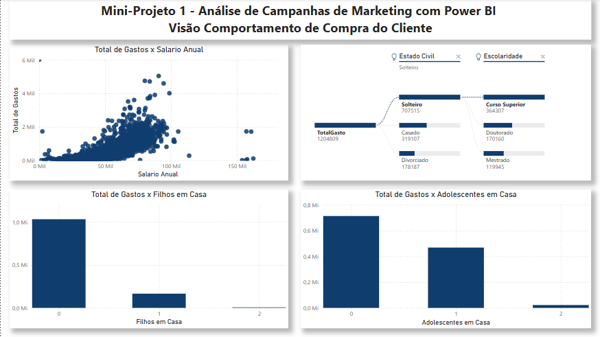 Mini-Projeto 1 - Análise de Campanhas de Marketing com Power BI
Visão Comportamento de Compra do Cliente
Total de Gastos x Salario Anual
6 Mil
4 Mil
2 Mil
0 Mil
Total de Gastos
0 Mil 50 Mil 100 Mil 150 Mil
Salario Anual
Estado Civil
Solteiro
Escolaridade
TotalGasto
1204809
Solteiro
707515
Casado
319107
Divorciado
178187
Curso Superior
364307
Doutorado
170160
Mestrado
119945
Total de Gastos x Filhos em Casa
1,0 Mi
0,5 Mi
0,0 Mi
0 1 2
Filhos em Casa
Total de Gastos x Adolescentes em Casa
0,8 Mi
0,6 Mi
0,4 Mi
0,2 Mi
0,0 Mi
0 1 2
Adolescentes em Casa